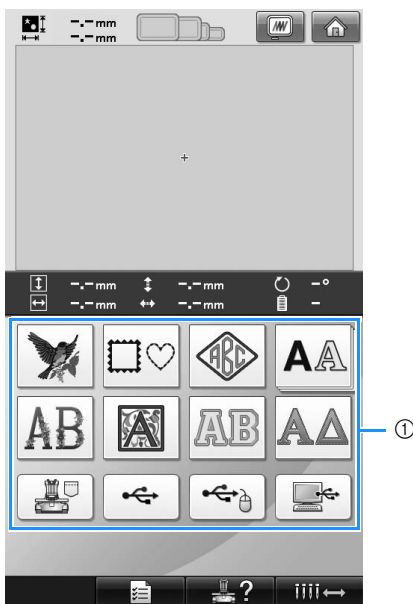 -.- mm
-.- mm
-.- mm -.- mm -°
-.- mm -.- mm -
ABC AA
AB A AB AΔ
①
?